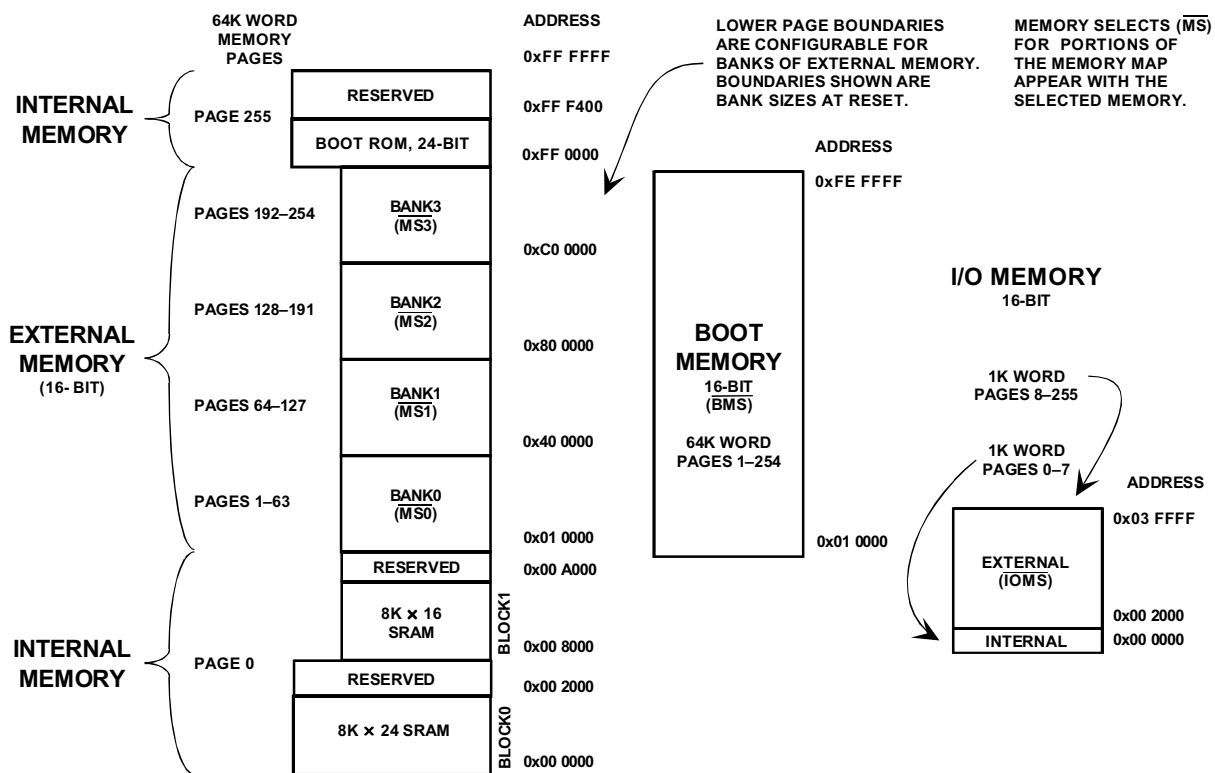 64K WORD
MEMORY
PAGES
ADDRESS
0xFF FFFF
INTERNAL
MEMORY
PAGE 255
RESERVED
0xFF F400
BOOT ROM, 24-BIT
0xFF 0000
EXTERNAL
MEMORY
(16- BIT)
PAGES 192–254
BANK3
(MS3)
0xC0 0000
PAGES 128–191
BANK2
(MS2)
0x80 0000
PAGES 64–127
BANK1
(MS1)
0x40 0000
PAGES 1–63
BANK0
(MS0)
0x01 0000
INTERNAL
MEMORY
PAGE 0
RESERVED
0x00 A000
8K × 16
SRAM
BLOCK1
0x00 8000
RESERVED
0x00 2000
8K × 24 SRAM
BLOCK0
0x00 0000
LOWER PAGE BOUNDARIES
ARE CONFIGURABLE FOR
BANKS OF EXTERNAL MEMORY.
BOUNDARIES SHOWN ARE
BANK SIZES AT RESET.
MEMORY SELECTS (MS)
FOR PORTIONS OF
THE MEMORY MAP
APPEAR WITH THE
SELECTED MEMORY.
ADDRESS
0xFE FFFF
BOOT
MEMORY
16-BIT
(BMS)
64K WORD
PAGES 1–254
0x01 0000
I/O MEMORY
16-BIT
1K WORD
PAGES 8–255
1K WORD
PAGES 0–7
ADDRESS
0x03 FFFF
EXTERNAL
(IOMS)
0x00 2000
INTERNAL
0x00 0000